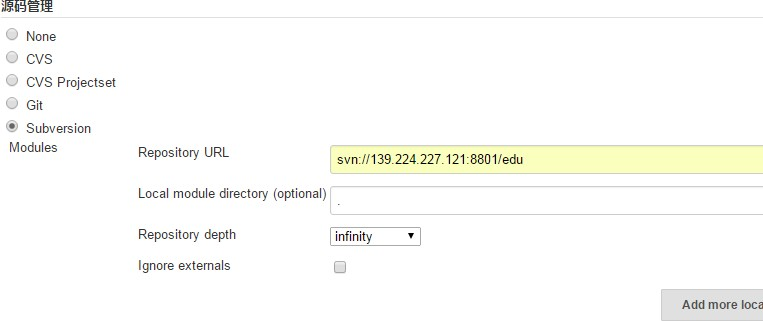 源码管理
None
CVS
CVS Projectset
Git
Subversion
Modules
Repository URL svn://139.224.227.121:8801/edu
Local module directory (optional) .
Repository depth infinity
Ignore externals
Add more loca